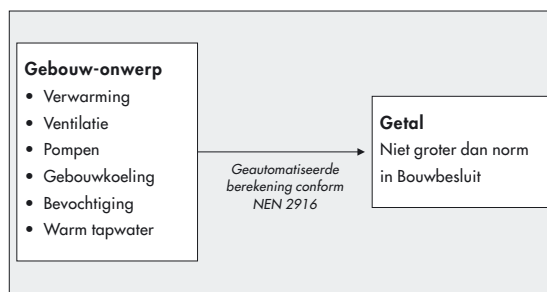 Gebouw-onwerp
• Verwarming
• Ventilatie
• Pompen
• Gebouwkoeling
• Bevochtiging
• Warm tapwater
Geautomatiseerde
berekening conform
NEN 2916
Getal
Niet groter dan norm
in Bouwbesluit